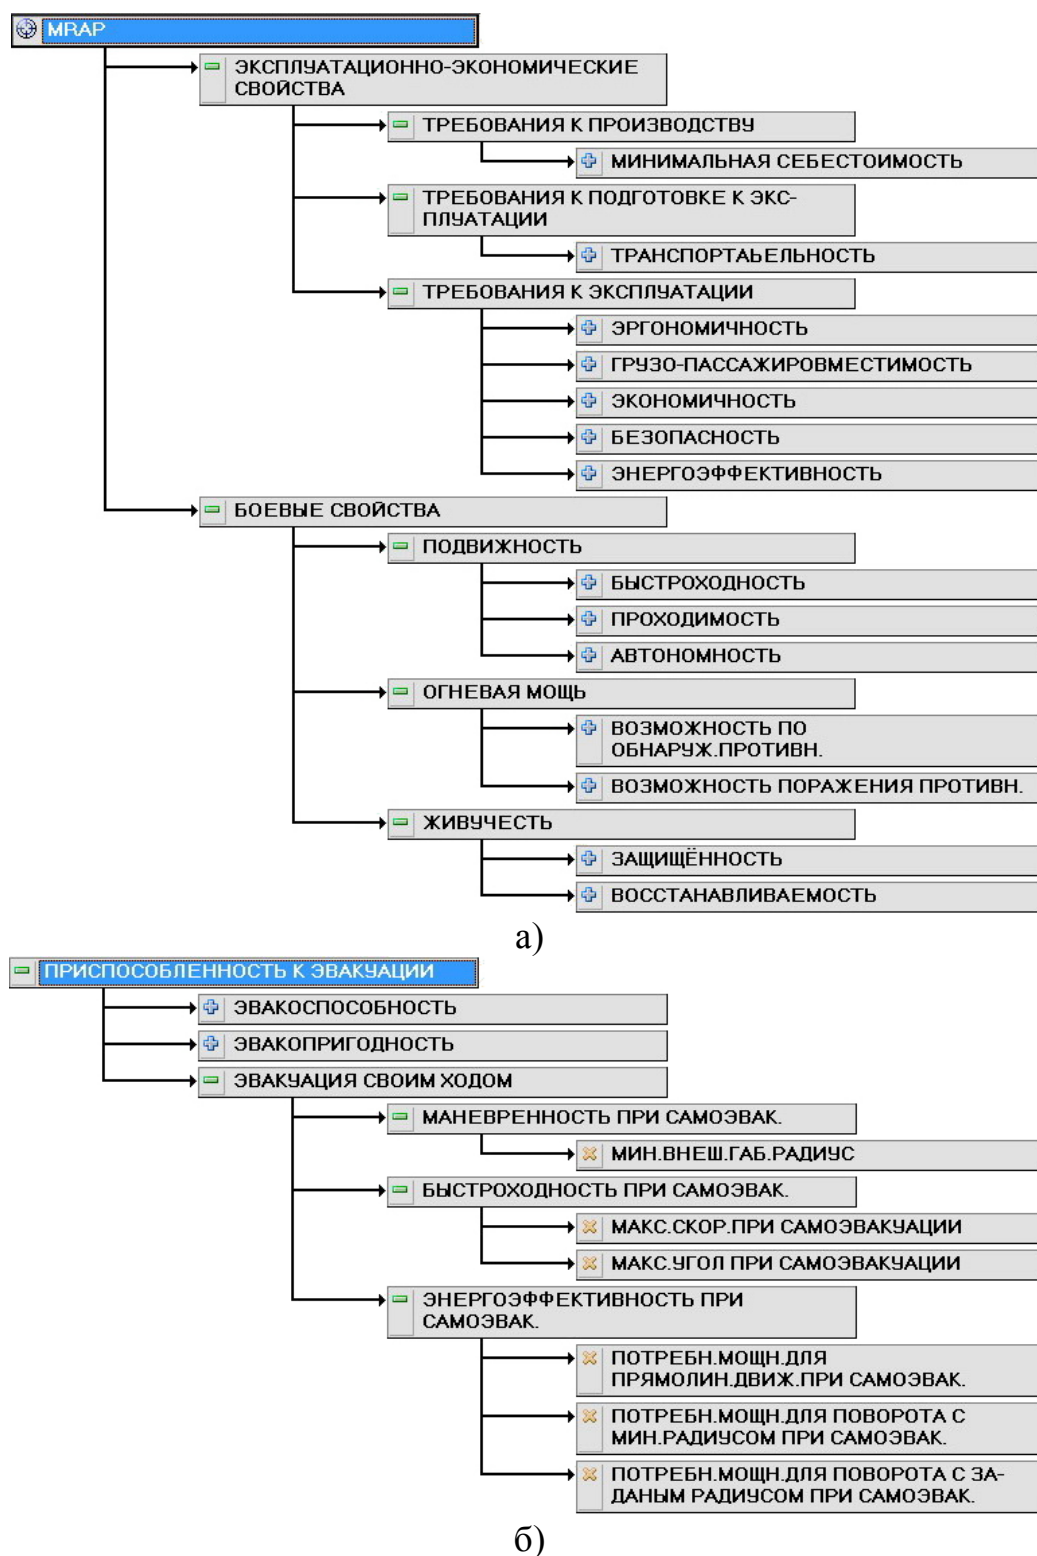 MRAP
ЭКСПЛУАТАЦИОННО-ЭКОНОМИЧЕСКИЕ
СВОЙСТВА
ТРЕБОВАНИЯ К ПРОИЗВОДСТВУ
МИНИМАЛЬНАЯ СЕБЕСТОИМОСТЬ
ТРЕБОВАНИЯ К ПОДГОТОВКЕ К ЭКС-
ПЛУАТАЦИИ
ТРАНСПОРТАЬЕЛЬНОСТЬ
ТРЕБОВАНИЯ К ЭКСПЛУАТАЦИИ
ЭРГОНОМИЧНОСТЬ
ГРУЗО-ПАССАЖИРОВМЕСТИМОСТЬ
ЭКОНОМИЧНОСТЬ
БЕЗОПАСНОСТЬ
ЭНЕРГОЭФФЕКТИВНОСТЬ
БОЕВЫЕ СВОЙСТВА
ПОДВИЖНОСТЬ
БЫСТРОХОДНОСТЬ
ПРОХОДИМОСТЬ
АВТОНОМНОСТЬ
ОГНЕВАЯ МОЩЬ
ВОЗМОЖНОСТЬ ПО
ОБНАРУЖ.ПРОТИВН.
ВОЗМОЖНОСТЬ ПОРАЖЕНИЯ ПРОТИВН.
ЖИВУЧЕСТЬ
ЗАЩИЩЁННОСТЬ
ВОССТАНАВЛИВАЕМОСТЬ
а)
ПРИСПОСОБЛЕННОСТЬ К ЭВАКУАЦИИ
ЭВАКОСПОСОБНОСТЬ
ЭВАКОПРИГОДНОСТЬ
ЭВАКУАЦИЯ СВОИМ ХОДОМ
МАНЕВРЕННОСТЬ ПРИ САМОЭВАК.
МИН.ВНЕШ.ГАБ.РАДИУС
БЫСТРОХОДНОСТЬ ПРИ САМОЭВАК.
МАКС.СКОР.ПРИ САМОЭВАКУАЦИИ
МАКС.УГОЛ ПРИ САМОЭВАКУАЦИИ
ЭНЕРГОЭФФЕКТИВНОСТЬ ПРИ
САМОЭВАК.
ПОТРЕБН.МОЩН.ДЛЯ
ПРЯМОЛИН.ДВИЖ.ПРИ САМОЭВАК.
ПОТРЕБН.МОЩН.ДЛЯ ПОВОРОТА С
МИН.РАДИУСОМ ПРИ САМОЭВАК.
ПОТРЕБН.МОЩН.ДЛЯ ПОВОРОТА С ЗА-
ДАНЫМ РАДИУСОМ ПРИ САМОЭВАК.
б)